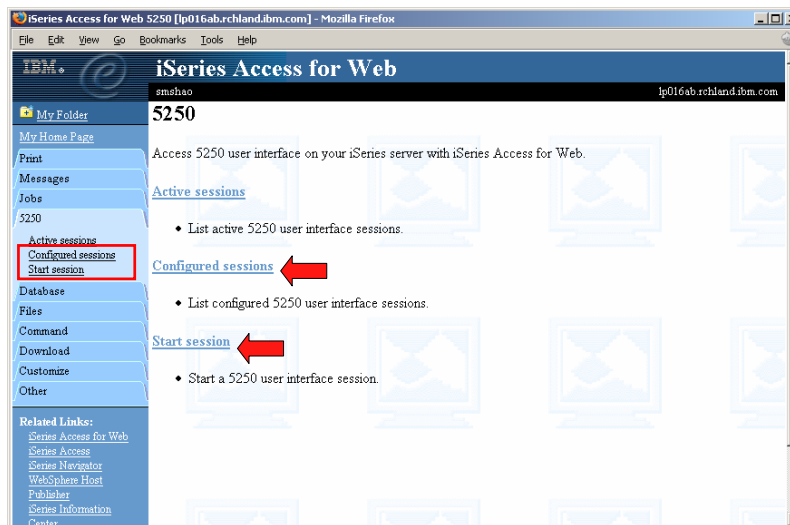 iSeries Access for Web 5250 [lp016ab.rchland.ibm.com] - Mozilla Firefox
File Edit View Go Bookmarks Tools Help
IBM.
e
iSeries Access for Web
smshao
lp016ab.rchland.ibm.com
My Folder
My Home Page
Print
Messages
Jobs
5250
Active sessions
Configured sessions
Start session
Database
Files
Command
Download
Customize
Other
Related Links:
iSeries Access for Web
iSeries Access
iSeries Navigator
WebSphere Host
Publisher
iSeries Information
Center
5250
Access 5250 user interface on your iSeries server with iSeries Access for Web.
Active sessions
• List active 5250 user interface sessions.
Configured sessions
• List configured 5250 user interface sessions.
Start session
• Start a 5250 user interface session.